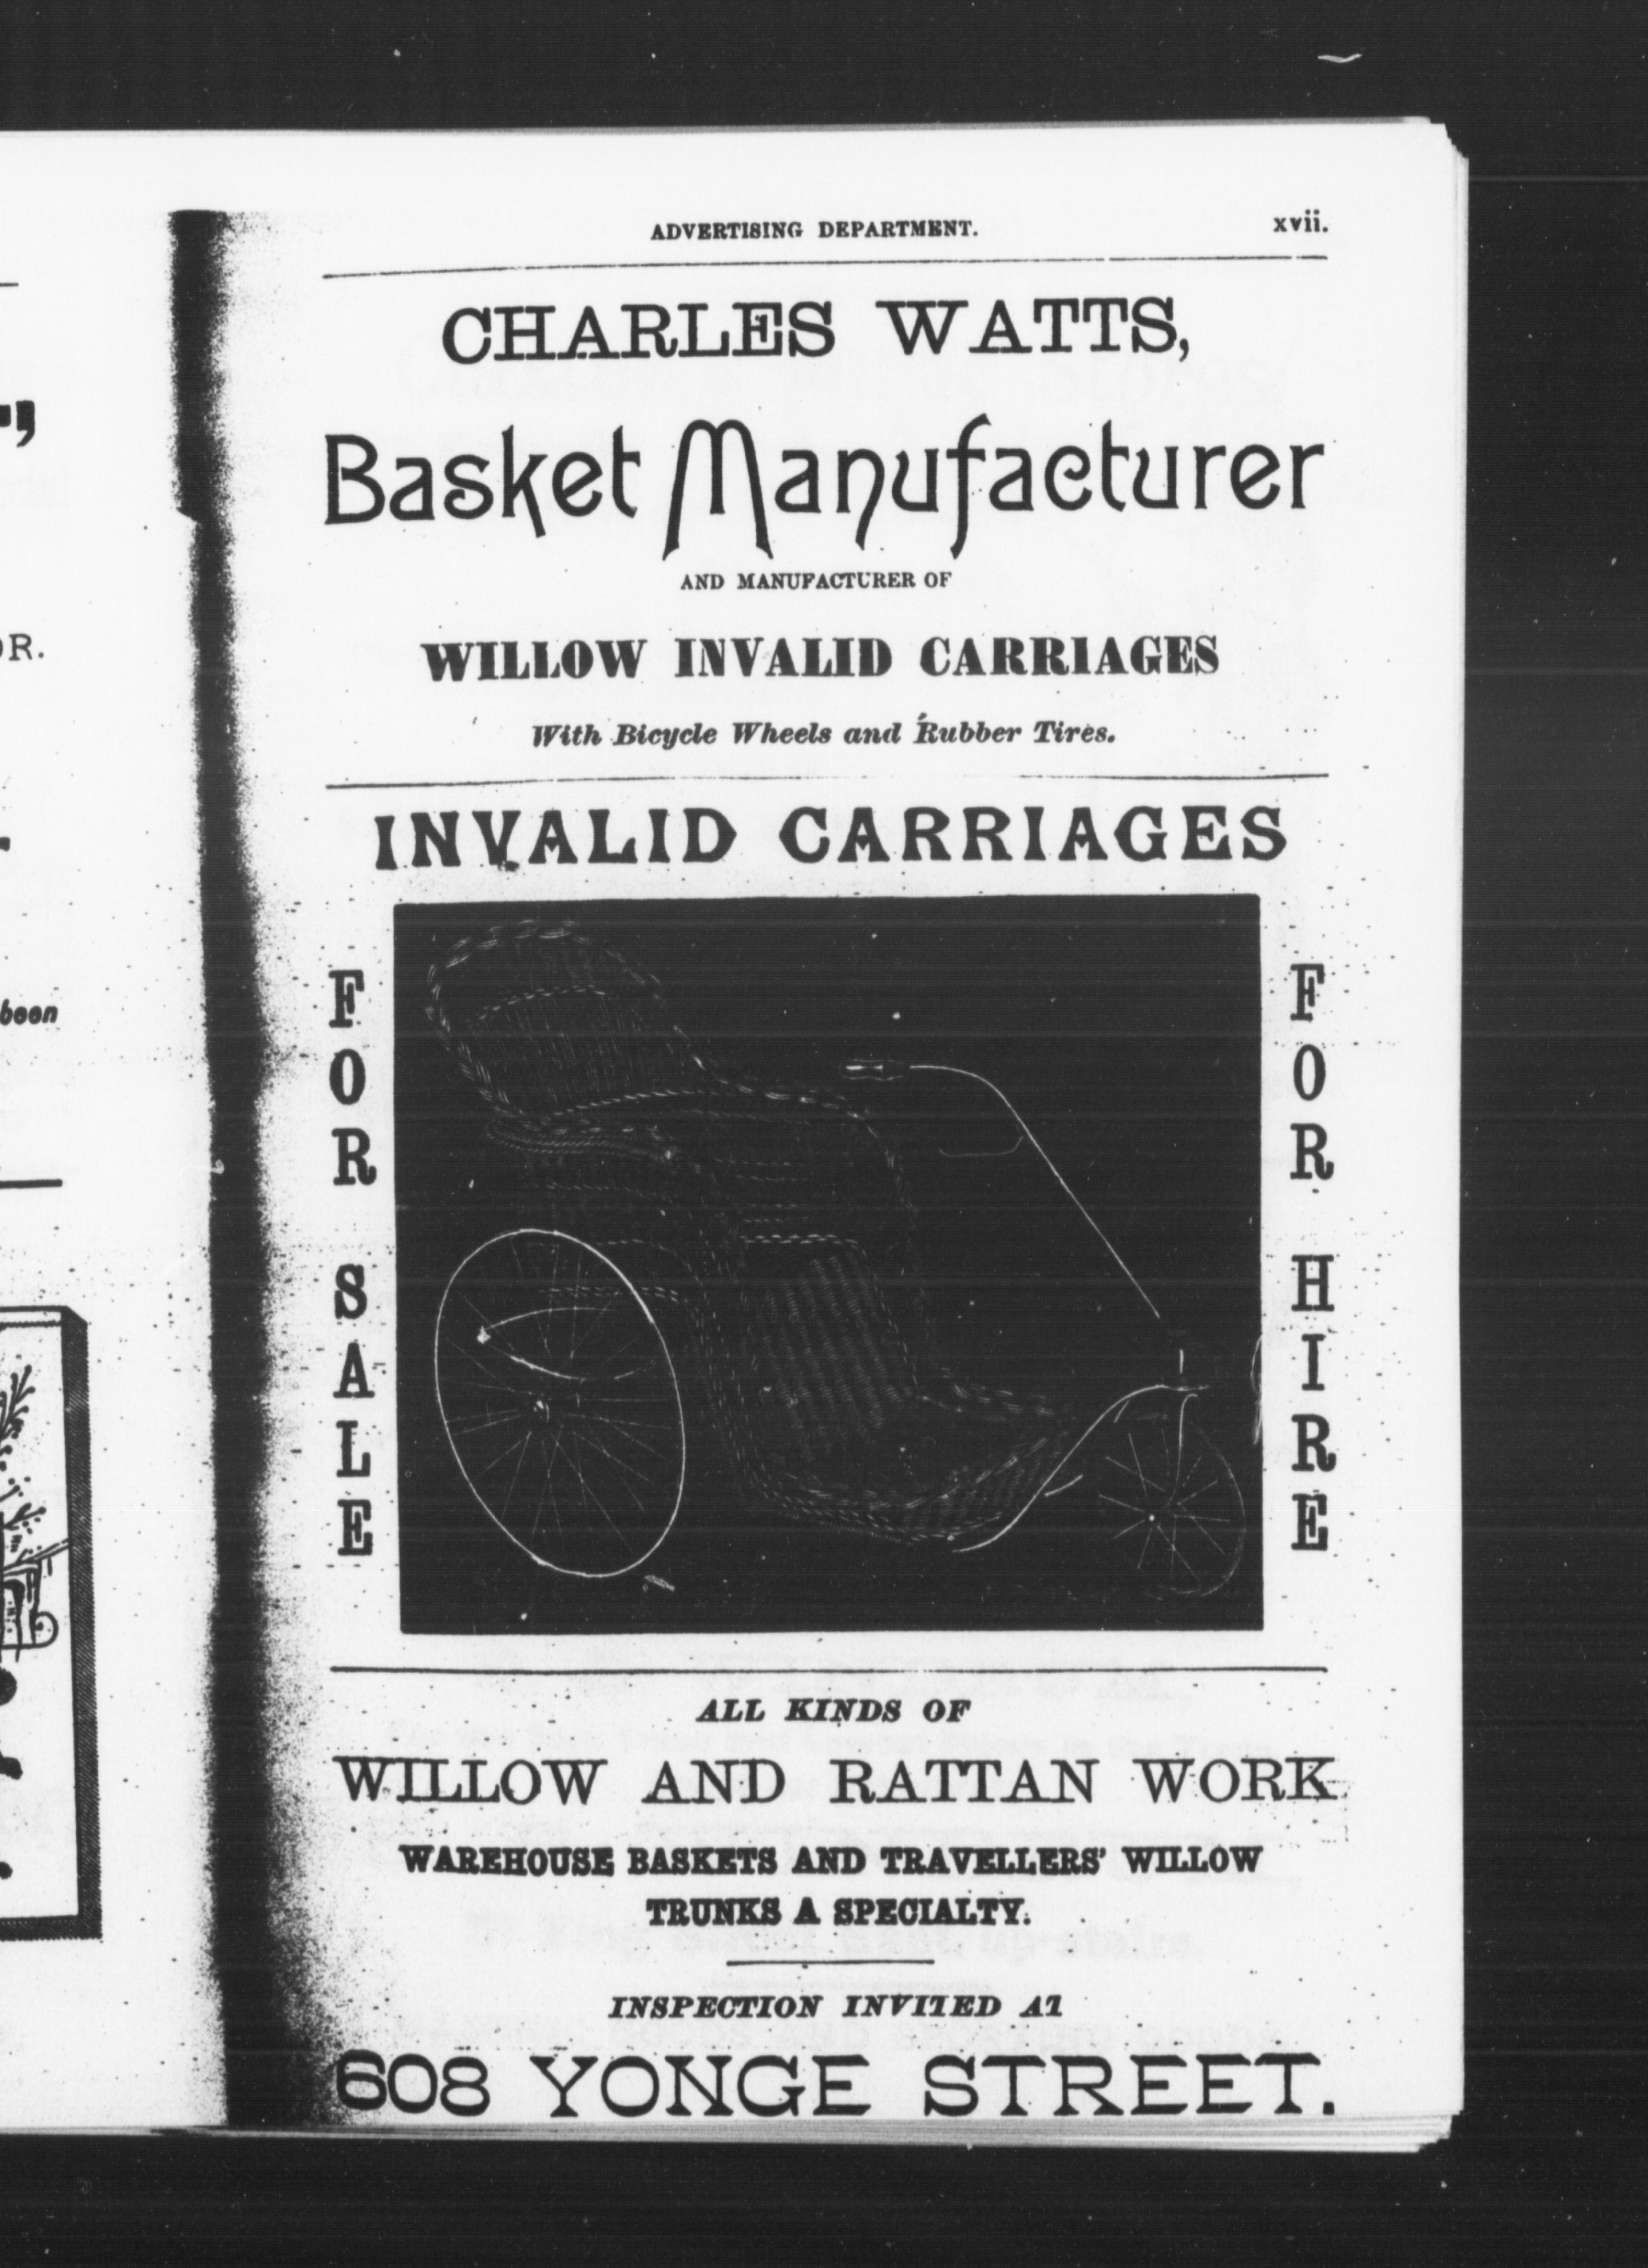 ADVERTISING DEPARTMENT. xvii.
CHARLES WATTS,
Basket Manufacturer
AND MANUFACTURER OF
WILLOW INVALID CARRIAGES
With Bicycle Wheels and Rubber Tires.
INVALID CARRIAGES
FOR SALE
FOR HIRE
ALL KINDS OF
WILLOW AND RATTAN WORK
WAREHOUSE BASKETS AND TRAVELLERS' WILLOW
TRUNKS A SPECIALTY.
INSPECTION INVITED AT
608 YONGE STREET.
been